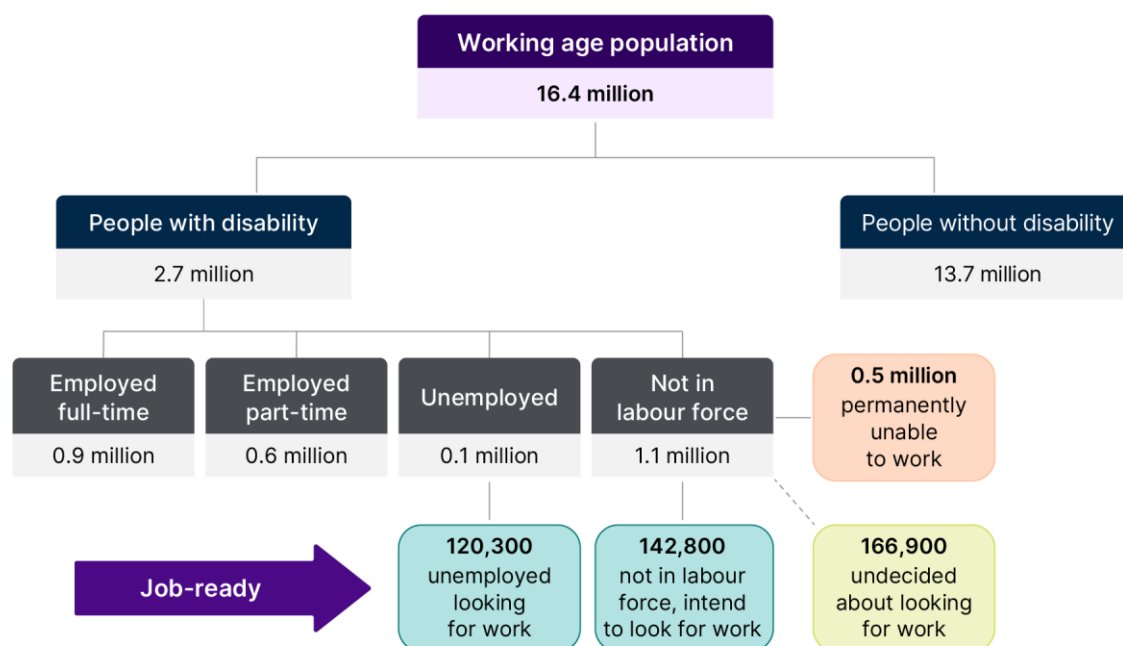 Working age population
16.4 million
People with disability
2.7 million
People without disability
13.7 million
Employed
full-time
0.9 million
Employed
part-time
0.6 million
Unemployed
0.1 million
Not in
labour force
1.1 million
0.5 million
permanently
unable
to work
Job-ready
120,300
unemployed
looking
for work
142,800
not in labour
force, intend
to look for work
166,900
undecided
about looking
for work